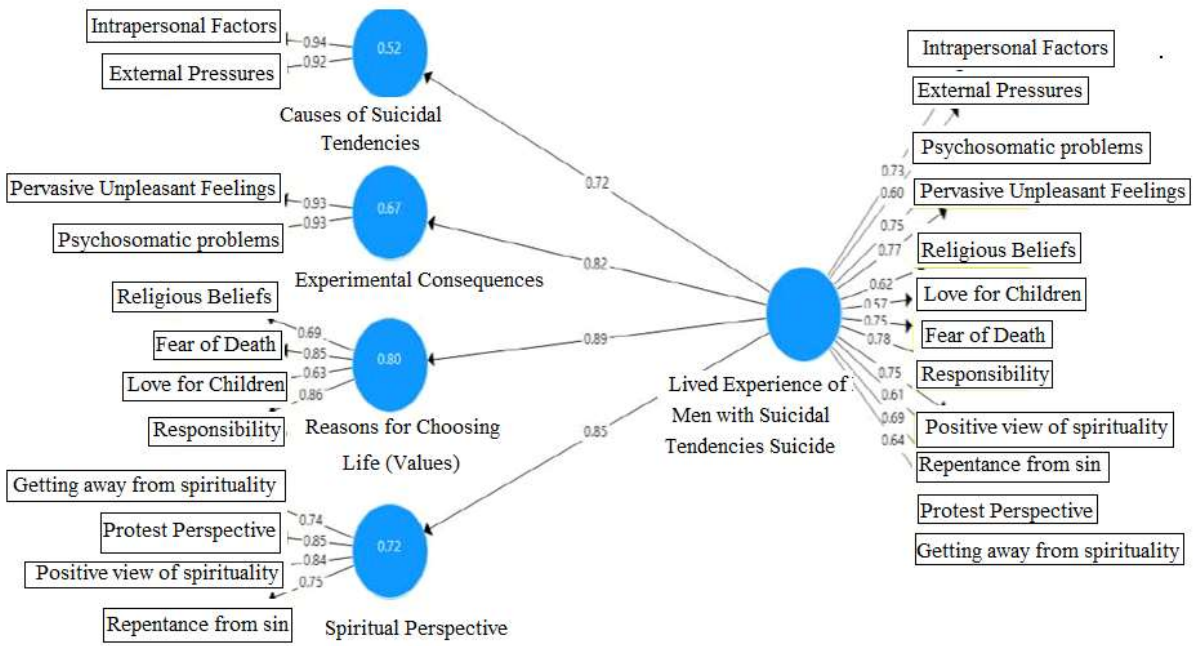 Intrapersonal Factors
0.94
0.92
External Pressures
0.52
Causes of Suicidal
Tendencies
Pervasive Unpleasant Feelings
0.93
0.93
Psychosomatic problems
0.67
Experimental Consequences
Religious Beliefs
0.69
Fear of Death
0.85
Love for Children
0.63
0.86
Responsibility
0.80
Reasons for Choosing
Life (Values)
Getting away from spirituality
0.74
Protest Perspective
0.85
0.84
Positive view of spirituality
0.75
Repentance from sin
0.72
Spiritual Perspective
0.72
0.82
0.89
0.85
Lived Experience of
Men with Suicidal
Tendencies Suicide
Intrapersonal Factors
External Pressures
Psychosomatic problems
Pervasive Unpleasant Feelings
Religious Beliefs
Love for Children
Fear of Death
Responsibility
Positive view of spirituality
Repentance from sin
Protest Perspective
Getting away from spirituality
0.73
0.60
0.75
0.77
0.62
0.57
0.75
0.78
0.75
0.61
0.69
0.64